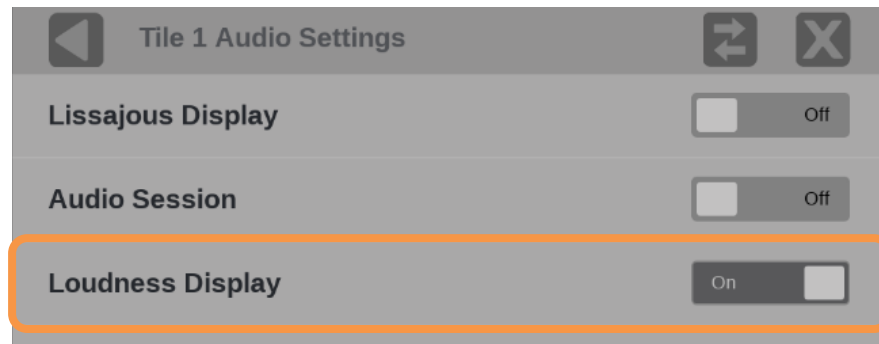 Tile 1 Audio Settings
Lissajous Display Off
Audio Session Off
Loudness Display On